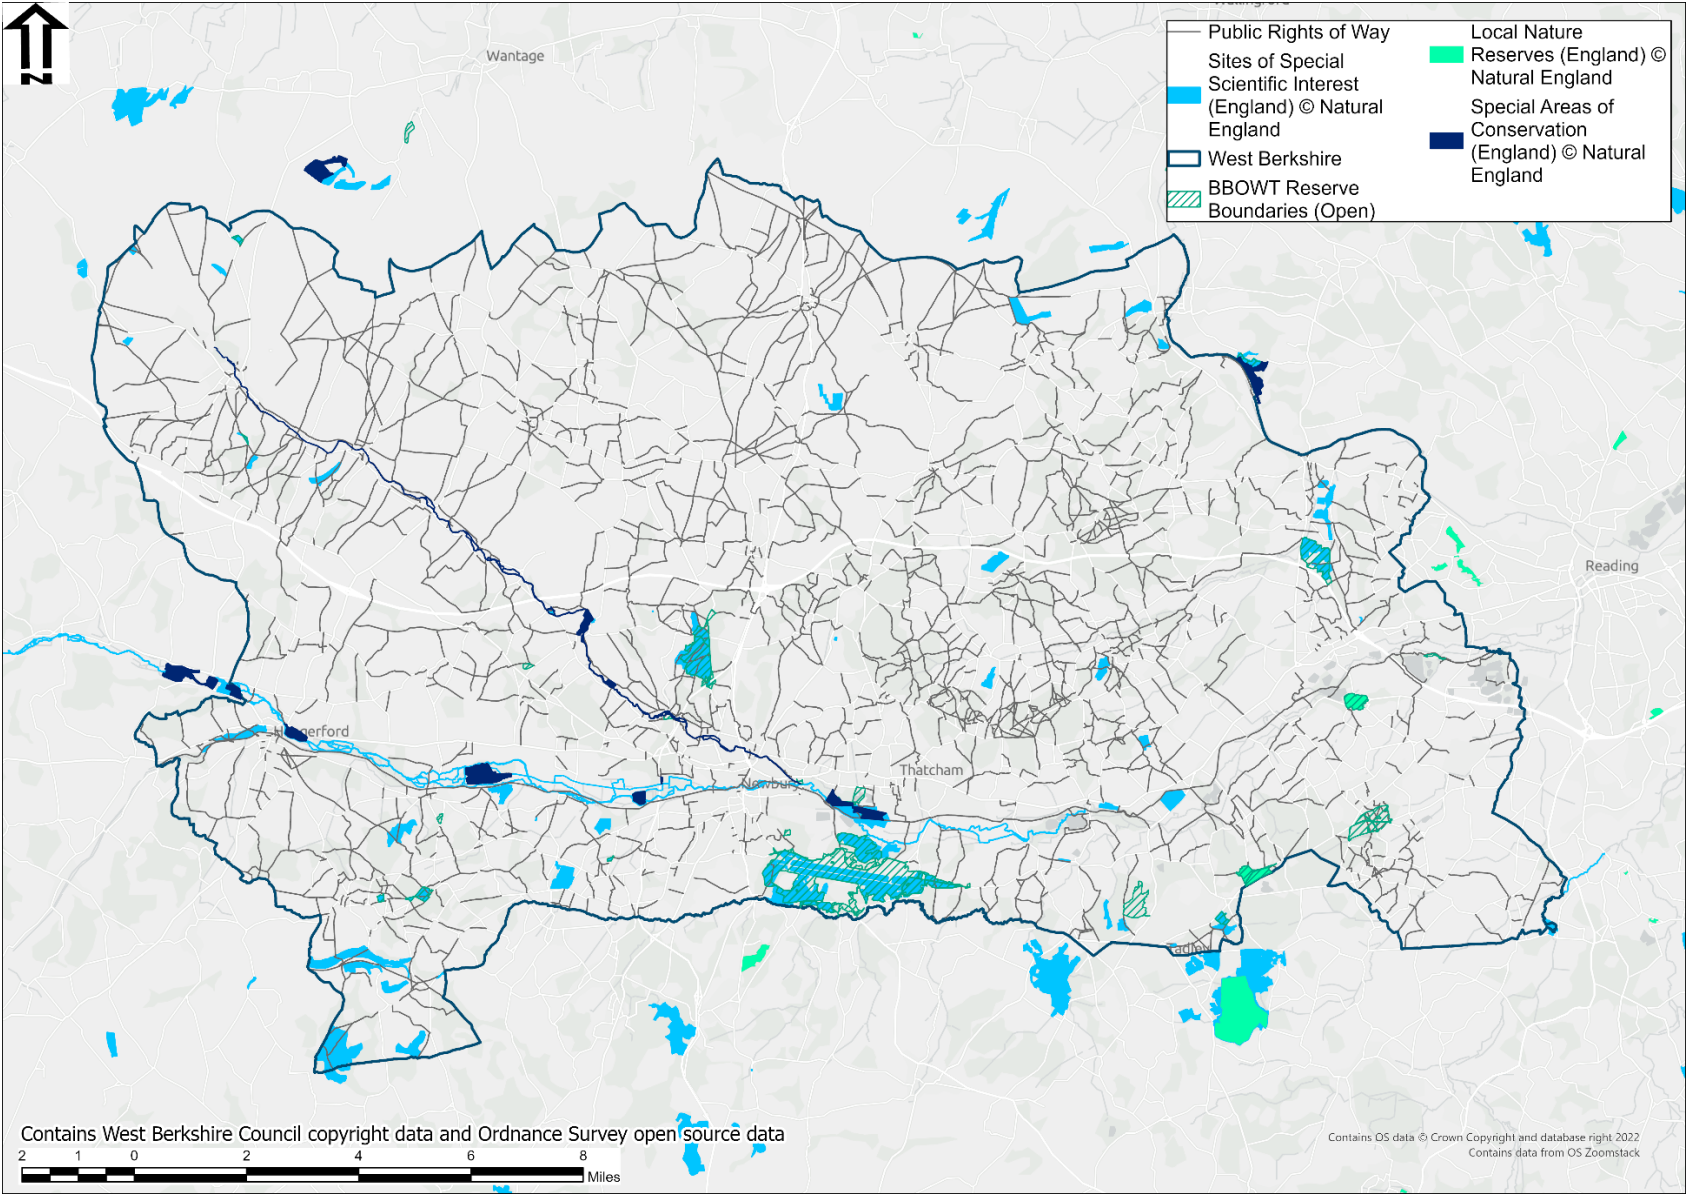 Wantage
Public Rights of Way
Sites of Special
Scientific Interest
(England) © Natural
England
West Berkshire
BBOWT Reserve
Boundaries (Open)
Local Nature
Reserves (England) ©
Natural England
Special Areas of
Conservation
(England) © Natural
England
N
Reading
Newbury
Thatcham
Contains West Berkshire Council copyright data and Ordnance Survey open source data
2 1 0 2 4 6 8
Miles
Contains OS data © Crown Copyright and database right 2022
Contains data from OS Zoomstack